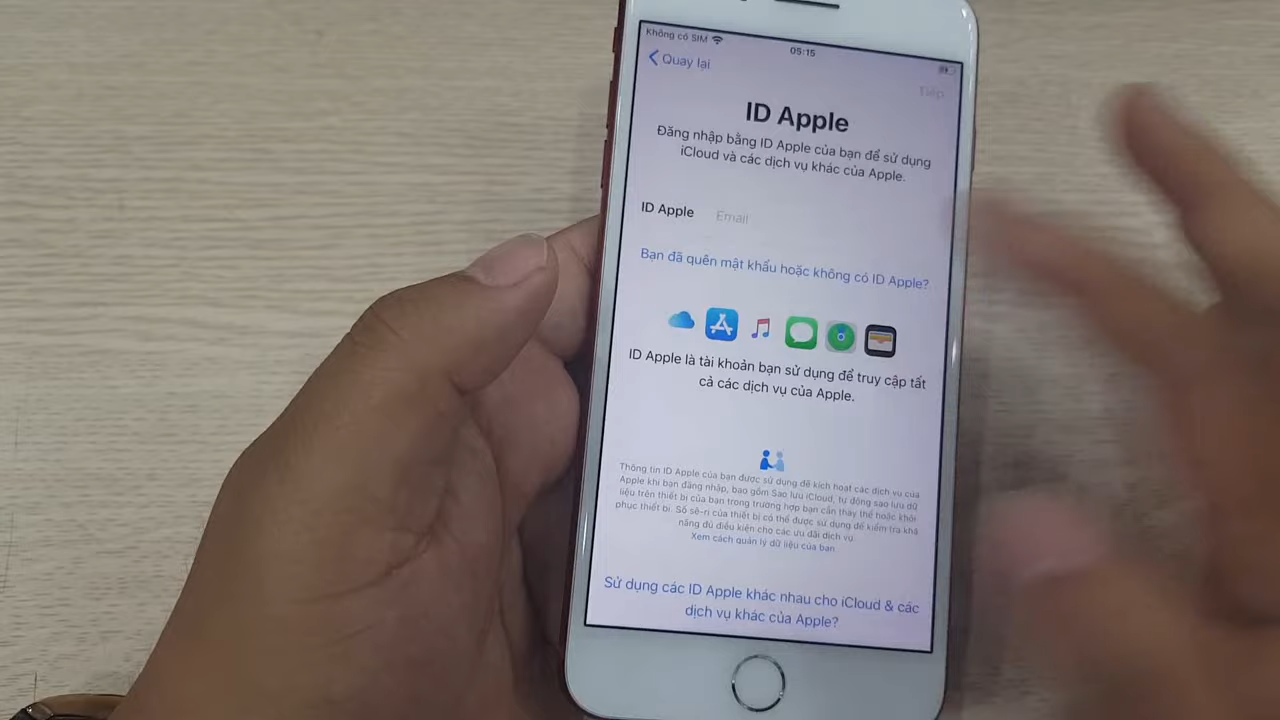 Không có SIM
05:15
Quay lại
Tiếp
ID Apple
Đăng nhập bằng ID Apple của bạn để sử dụng
iCloud và các dịch vụ khác của Apple.
ID Apple Email
Bạn đã quên mật khẩu hoặc không có ID Apple?
ID Apple là tài khoản bạn sử dụng để truy cập tất
cả các dịch vụ của Apple.
Thông tin ID Apple của bạn được sử dụng để kích hoạt các dịch vụ của
Apple khi bạn đăng nhập, bao gồm Sao lưu iCloud, tự động sao lưu dữ
liệu trên thiết bị của bạn trong trường hợp bạn cần thay thế hoặc khôi
phục thiết bị. Số sê-ri của thiết bị có thể được sử dụng để kiểm tra khả
năng đủ điều kiện cho các ưu đãi dịch vụ.
Xem cách quản lý dữ liệu của bạn
Sử dụng các ID Apple khác nhau cho iCloud & các
dịch vụ khác của Apple?